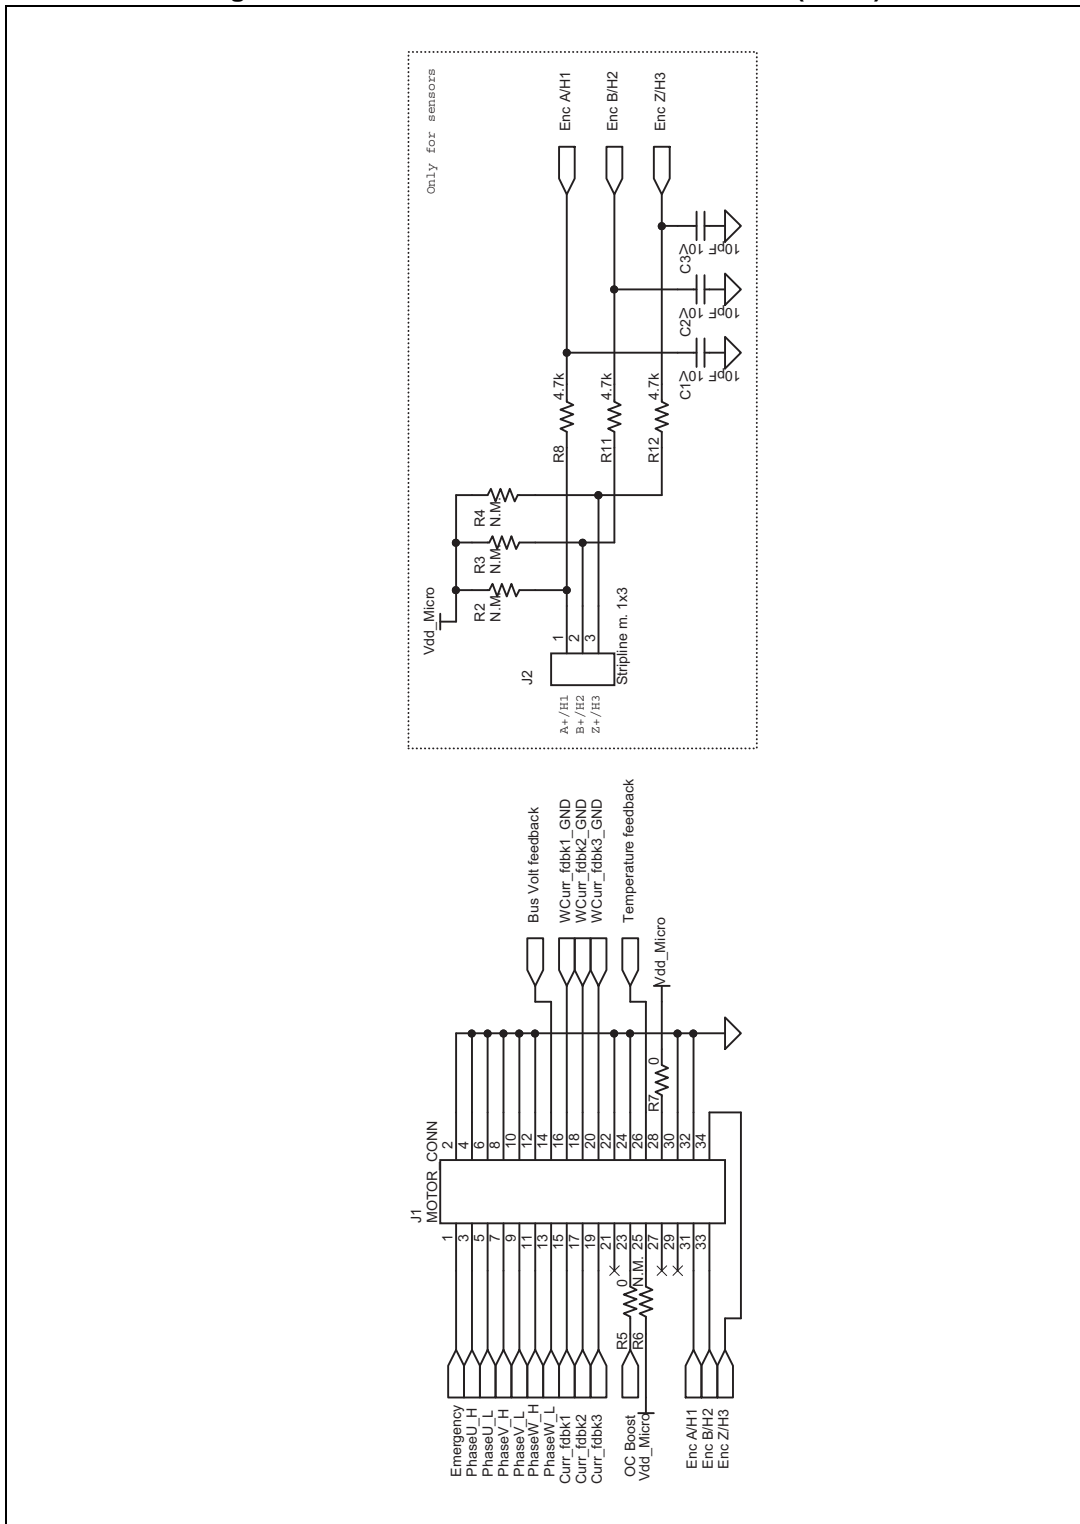 Only for sensors
Enc A/H1
Enc B/H2
Enc Z/H3
C3
10pF 10V
C2
10pF 10V
C1
10pF 10V
R8
4.7k
R11
4.7k
R12
4.7k
R4
N.M.
R3
N.M.
R2
N.M.
Vdd_Micro
J2
1
2
3
Stripline m. 1x3
A+/H1
B+/H2
Z+/H3
Bus Volt feedback
WCurr_fdbk1_GND
WCurr_fdbk2_GND
WCurr_fdbk3_GND
Temperature feedback
Vdd_Micro
R7
0
J1
MOTOR CONN
2
4
6
8
10
12
14
16
18
20
22
24
26
28
30
32
34
1
3
5
7
9
11
13
15
17
19
21
23
25
27
29
31
33
R5
0
R6
N.M.
Emergency
PhaseU_H
PhaseU_L
PhaseV_H
PhaseV_L
PhaseW_H
PhaseW_L
Curr_fdbk1
Curr_fdbk2
Curr_fdbk3
OC Boost
Vdd_Micro
Enc A/H1
Enc B/H2
Enc Z/H3